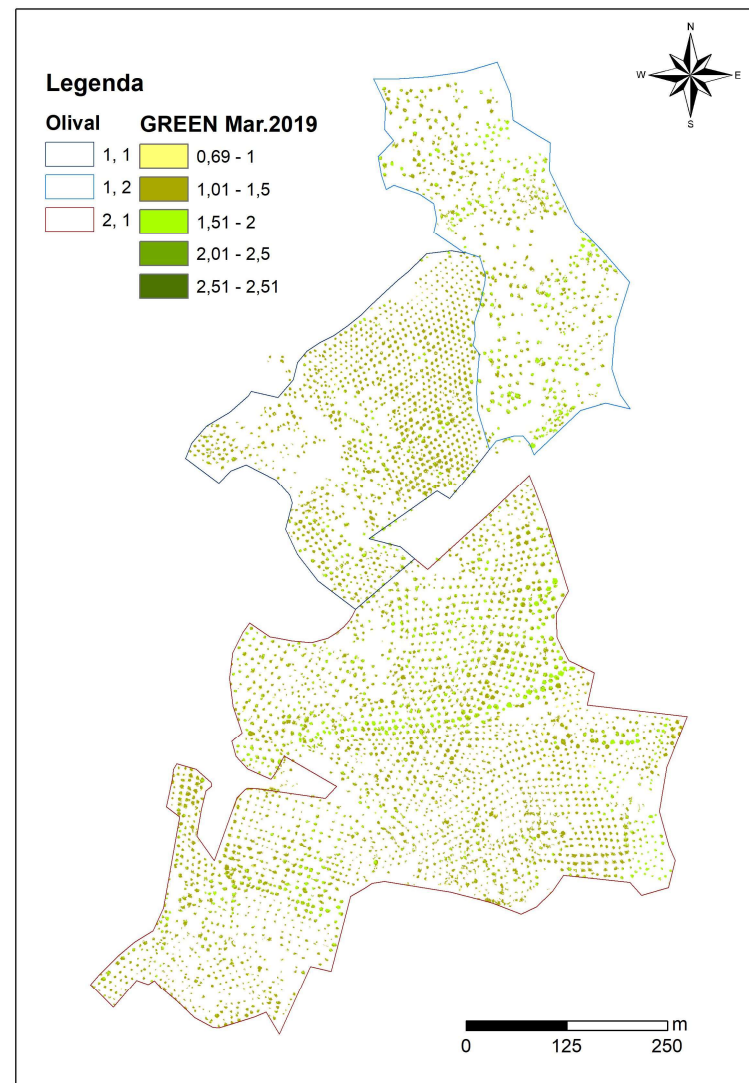 N
W E
S
Legenda
Olival
1, 1
1, 2
2, 1
GREEN Mar.2019
0,69 - 1
1,01 - 1,5
1,51 - 2
2,01 - 2,5
2,51 - 2,51
m
0 125 250